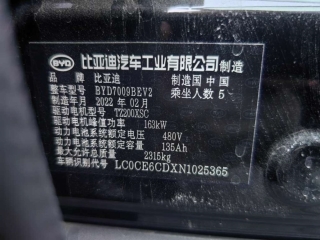 BYD 比亚迪汽车工业有限公司 制造
品牌 比亚迪 制造国 中国
整车型号 BYD7009BEV2 乘坐人数 5
制造年月 2022 年 02 月
驱动电机型号 TZ200XSC
驱动电机峰值功率 163kW
动力电池系统额定电压 480V
动力电池系统额定容量 135Ah
最大允许总质量 2315kg
车辆识别代号 LC0CE6CDXN1025365